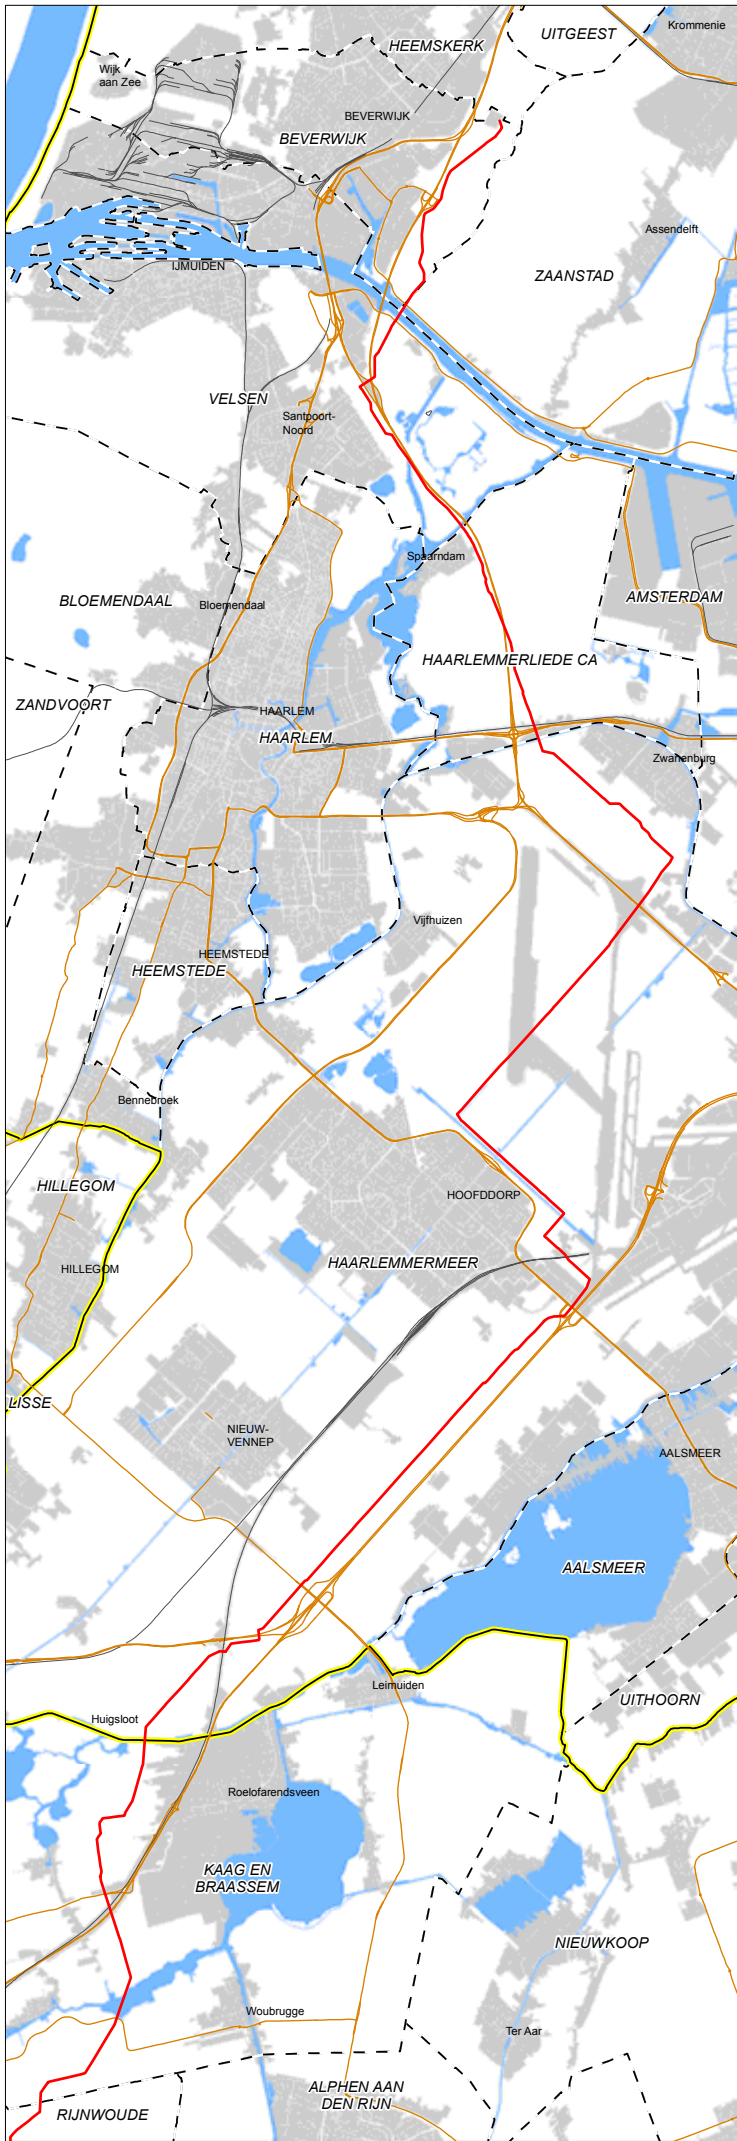 Krommenie
UITGEEST
HEEMSKERK
Wijk
aan Zee
BEVERWIJK
BEVERWIJK
Assendelft
IJMUIDEN
ZAANSTAD
VELSEN
Santpoort-
Noord
Spaarndam
AMSTERDAM
BLOEMENDAAL
Bloemendaal
HAARLEMMERLIEDE CA
ZANDVOORT
HAARLEM
HAARLEM
Zwanenburg
Vijfhuizen
HEEMSTEDE
HEEMSTEDE
Bennebroek
HILLEGOM
HOOFDDORP
HAARLEMMERMEER
HILLEGOM
LISSE
NIEUW-
VENNEP
AALSMEER
AALSMEER
Leimuiden
UITHOORN
Huigsloot
Roelofarendsveen
KAAG EN
BRAASSEM
NIEUWKOOP
Woubrugge
Ter Aar
ALPHEN AAN
DEN RIJN
RIJNWOUDE